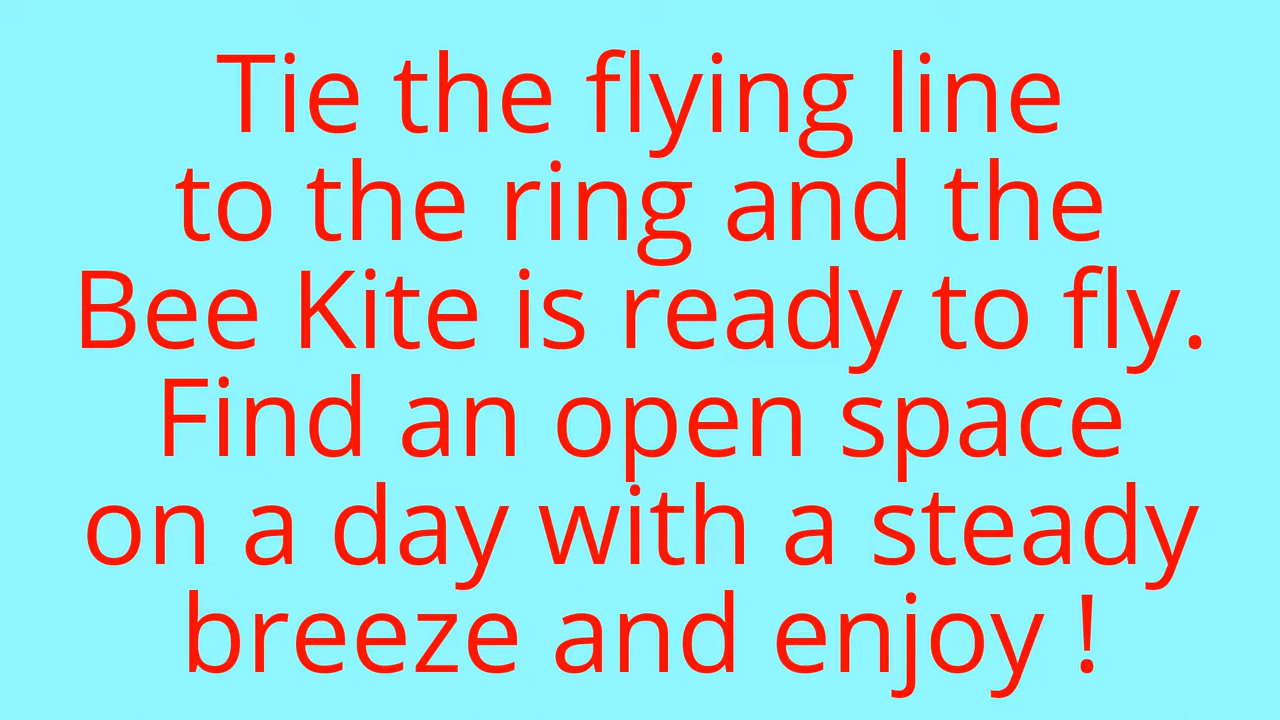 Tie the flying line
to the ring and the
Bee Kite is ready to fly.
Find an open space
on a day with a steady
breeze and enjoy !